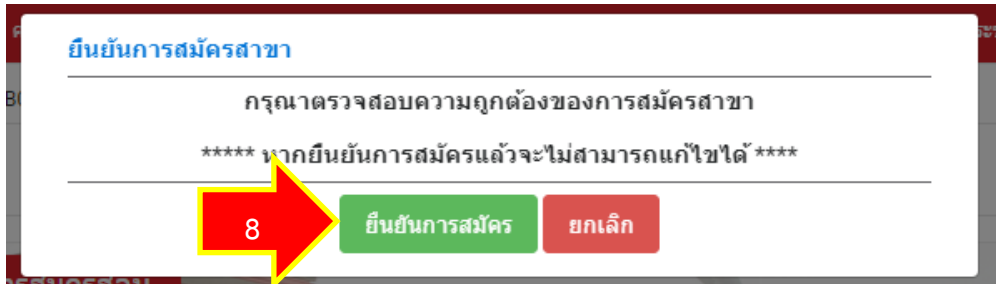 ยืนยันการสมัครสาขา
กรุณาตรวจสอบความถูกต้องของการสมัครสาขา
***** หากยืนยันการสมัครแล้วจะไม่สามารถแก้ไขได้ ****
8
ยืนยันการสมัคร
ยกเลิก